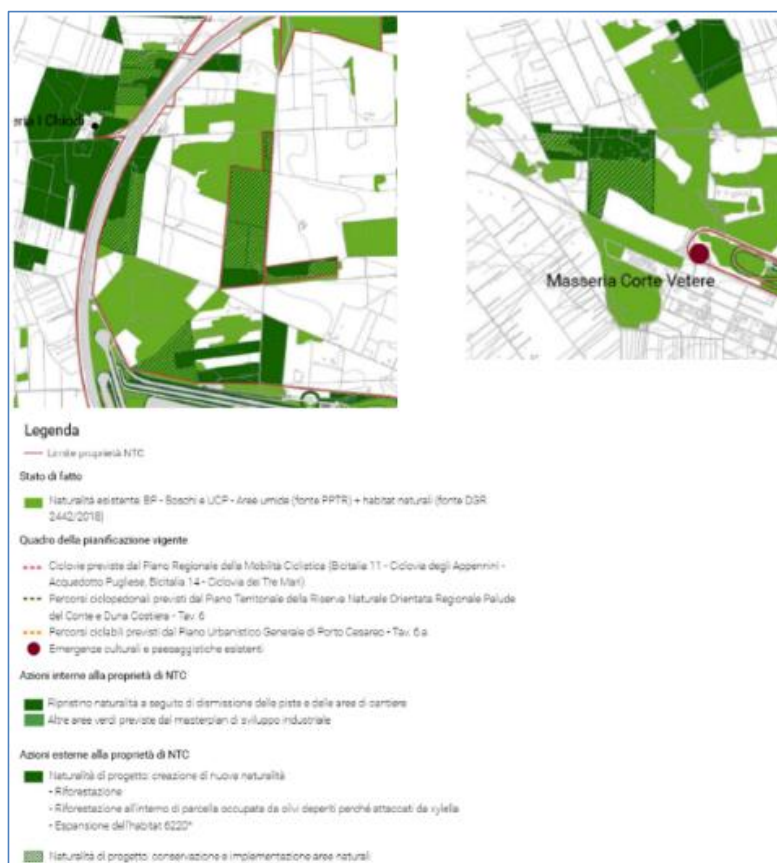 eria I Chiodi
Masseria Corte Vetere
Legenda
Limite proprietà NTC
Stato di fatto
Naturalità esistente: BP - Boschi e UCP - Aree umide (fonte PPTR) + habitat naturali (fonte DGR
2442/2018)
Quadro della pianificazione vigente
Ciclovie previste dal Piano Regionale della Mobilità Ciclistica (Bicitalia 11 - Ciclovia degli Appennini -
Acquedotto Pugliese, Bicitalia 14 - Ciclovia dei Tre Mari)
Percorsi ciclopedonali previsti dal Piano Territoriale della Riserva Naturale Orientata Regionale Palude
del Conte e Duna Costiera - Tav. 6
Percorsi ciclabili previsti dal Piano Urbanistico Generale di Porto Cesareo - Tav. 6.a
Emergenze culturali e paesaggistiche esistenti
Azioni interne alla proprietà di NTC
Ripristino naturalità a seguito di dismissione delle piste e delle aree di cantiere
Altre aree verdi previste dal masterplan di sviluppo industriale
Azioni esterne alla proprietà di NTC
Naturalità di progetto: creazione di nuova naturalità
- Riforestazione
- Riforestazione all'interno di parcella occupata da olivi deperiti perché attaccati da xylella
- Espansione dell'habitat 6220*
Naturalità di progetto: conservazione e implementazione aree naturali